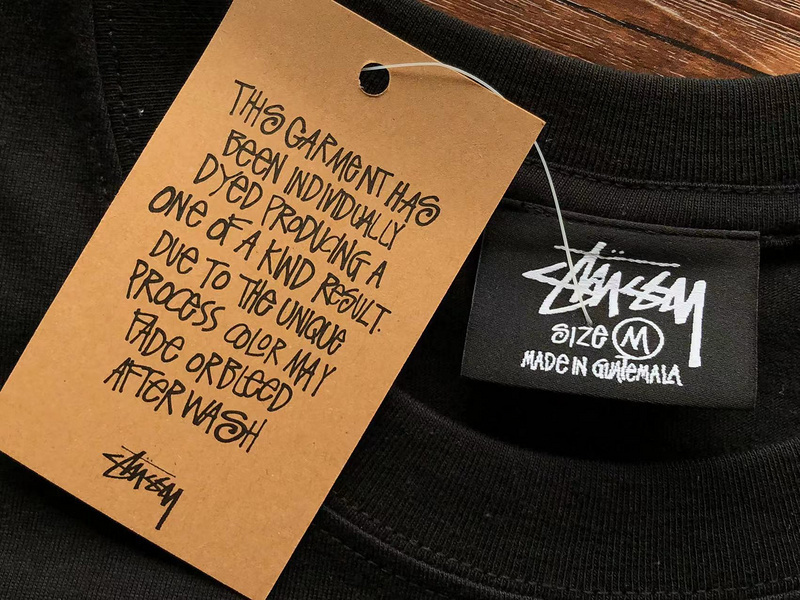 THIS GARMENT HAS
BEEN INDIVIDUALLY
DYED PRODUCING A
ONE OF A KIND RESULT.
DUE TO THE UNIQUE
PROCESS COLOR MAY
FADE OR BLEED
AFTER WASH
Stüssy
Stüssy
SIZE M
MADE IN GUATEMALA